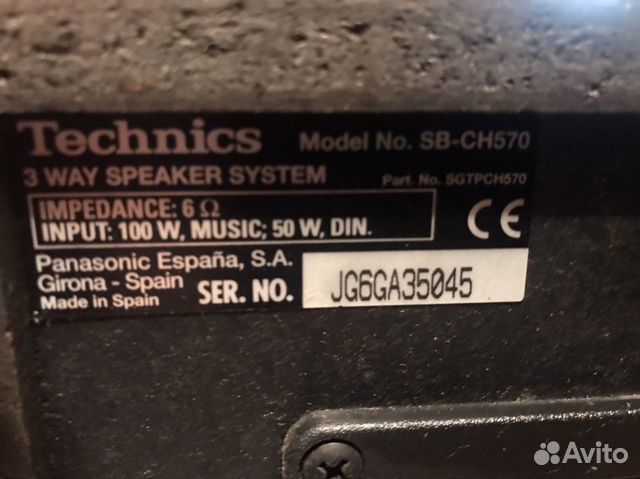 Technics Model No. SB-CH570
3 WAY SPEAKER SYSTEM Part. No. SGTPCH570
IMPEDANCE: 6 Ω
INPUT: 100 W, MUSIC; 50 W, DIN.
CE
Panasonic España, S.A.
Girona - Spain
Made in Spain
SER. NO. JG6GA35045
Avito